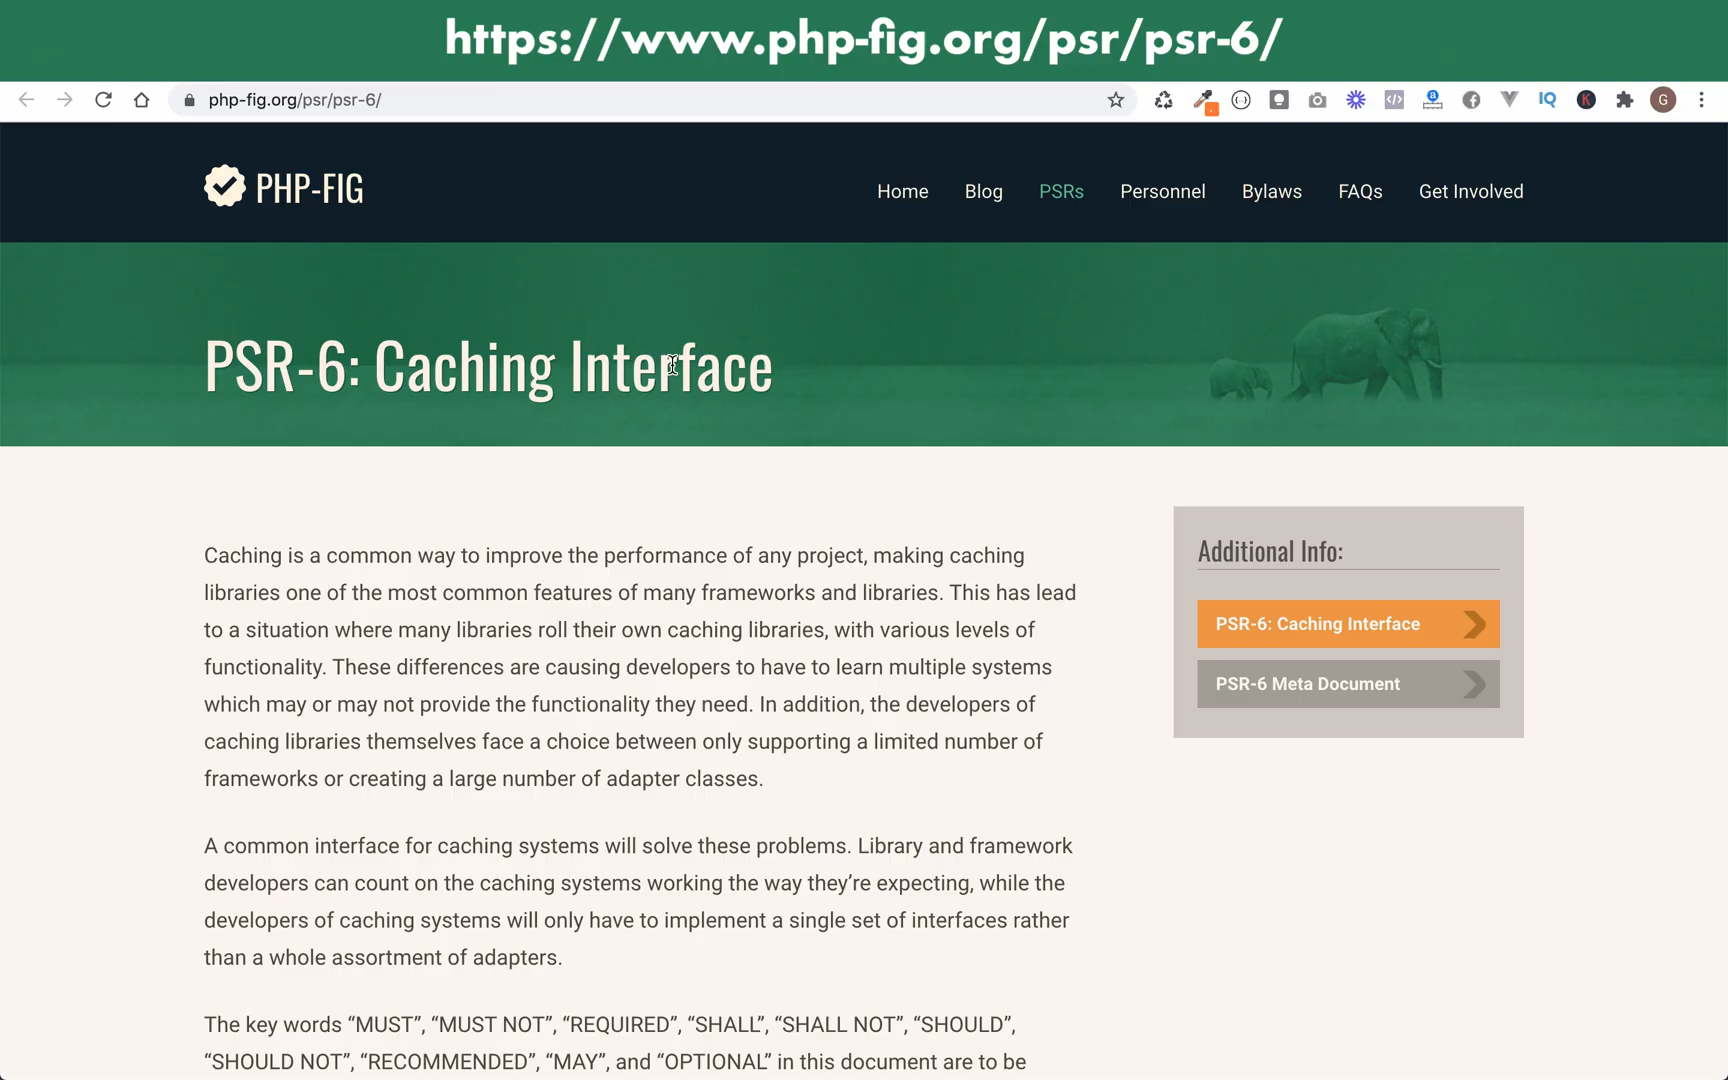 https://www.php-fig.org/psr/psr-6/
php-fig.org/psr/psr-6/
IQ
K
G
PHP-FIG
Home Blog PSRs Personnel Bylaws FAQs Get Involved
PSR-6: Caching Interface
Caching is a common way to improve the performance of any project, making caching
libraries one of the most common features of many frameworks and libraries. This has lead
to a situation where many libraries roll their own caching libraries, with various levels of
functionality. These differences are causing developers to have to learn multiple systems
which may or may not provide the functionality they need. In addition, the developers of
caching libraries themselves face a choice between only supporting a limited number of
frameworks or creating a large number of adapter classes.
A common interface for caching systems will solve these problems. Library and framework
developers can count on the caching systems working the way they’re expecting, while the
developers of caching systems will only have to implement a single set of interfaces rather
than a whole assortment of adapters.
The key words “MUST”, “MUST NOT”, “REQUIRED”, “SHALL”, “SHALL NOT”, “SHOULD”,
“SHOULD NOT”, “RECOMMENDED”, “MAY”, and “OPTIONAL” in this document are to be
Additional Info:
PSR-6: Caching Interface
PSR-6 Meta Document